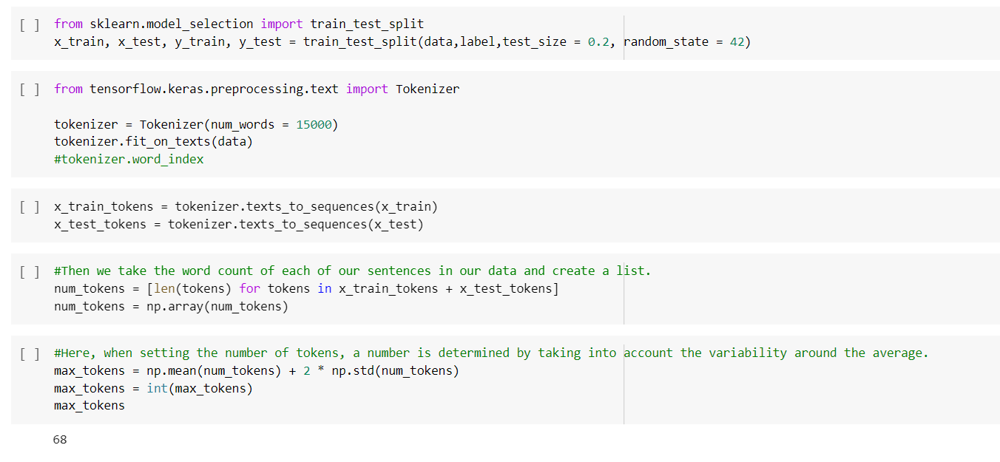 [ ] from sklearn.model_selection import train_test_split
x_train, x_test, y_train, y_test = train_test_split(data,label,test_size = 0.2, random_state = 42)
[ ] from tensorflow.keras.preprocessing.text import Tokenizer
tokenizer = Tokenizer(num_words = 15000)
tokenizer.fit_on_texts(data)
#tokenizer.word_index
[ ] x_train_tokens = tokenizer.texts_to_sequences(x_train)
x_test_tokens = tokenizer.texts_to_sequences(x_test)
[ ] #Then we take the word count of each of our sentences in our data and create a list.
num_tokens = [len(tokens) for tokens in x_train_tokens + x_test_tokens]
num_tokens = np.array(num_tokens)
[ ] #Here, when setting the number of tokens, a number is determined by taking into account the variability around the average.
max_tokens = np.mean(num_tokens) + 2 * np.std(num_tokens)
max_tokens = int(max_tokens)
max_tokens
68